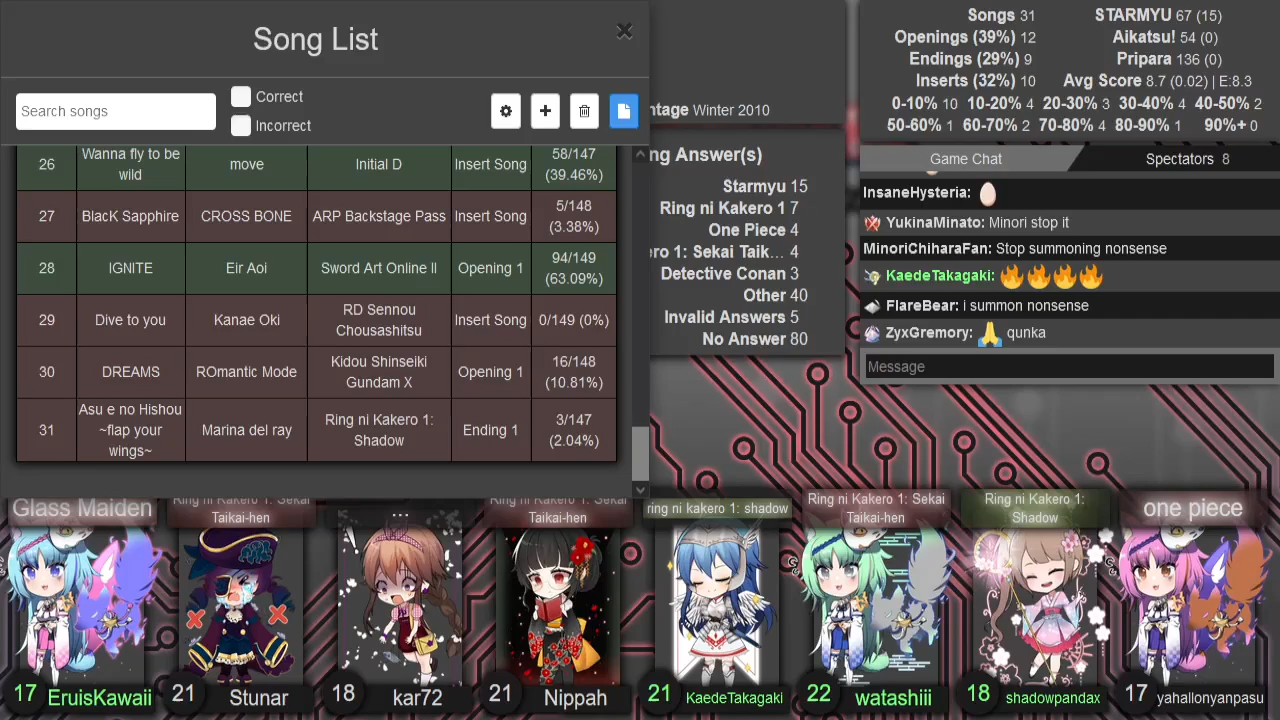 Song List
Search songs
Correct
Incorrect
26 Wanna fly to be wild move Initial D Insert Song 58/147 (39.46%)
27 BlacK Sapphire CROSS BONE ARP Backstage Pass Insert Song 5/148 (3.38%)
28 IGNITE Eir Aoi Sword Art Online II Opening 1 94/149 (63.09%)
29 Dive to you Kanae Oki RD Sennou Chousashitsu Insert Song 0/149 (0%)
30 DREAMS ROmantic Mode Kidou Shinseiki Gundam X Opening 1 16/148 (10.81%)
31 Asu e no Hishou ~flap your wings~ Marina del ray Ring ni Kakero 1: Shadow Ending 1 3/147 (2.04%)
ntage Winter 2010
ng Answer(s)
Starmyu 15
Ring ni Kakero 1 7
One Piece 4
ero 1: Sekai Taik... 4
Detective Conan 3
Other 40
Invalid Answers 5
No Answer 80
Songs 31 STARMYU 67 (15)
Openings (39%) 12 Aikatsu! 54 (0)
Endings (29%) 9 Pripara 136 (0)
Inserts (32%) 10 Avg Score 8.7 (0.02) | E:8.3
0-10% 10 10-20% 4 20-30% 3 30-40% 4 40-50% 2
50-60% 1 60-70% 2 70-80% 4 80-90% 1 90%+ 0
Game Chat Spectators 8
InsaneHysteria: 🥚
YukinaMinato: Minori stop it
MinoriChiharaFan: Stop summoning nonsense
KaedeTakagaki: 🔥🔥🔥🔥
FlareBear: i summon nonsense
ZyxGremory: 🙏 qunka
Message
Glass Maiden
Ring ni Kakero 1: Sekai
Taikai-hen
Ring ni Kakero 1: Sekai
Taikai-hen
ring ni kakero 1: shadow
Ring ni Kakero 1: Sekai
Taikai-hen
Ring ni Kakero 1:
Shadow
one piece
17 EruisKawaii
21 Stunar
18 kar72
21 Nippah
21 KaedeTakagaki
22 watashiii
18 shadowpandax
17 yahallonyanpasu